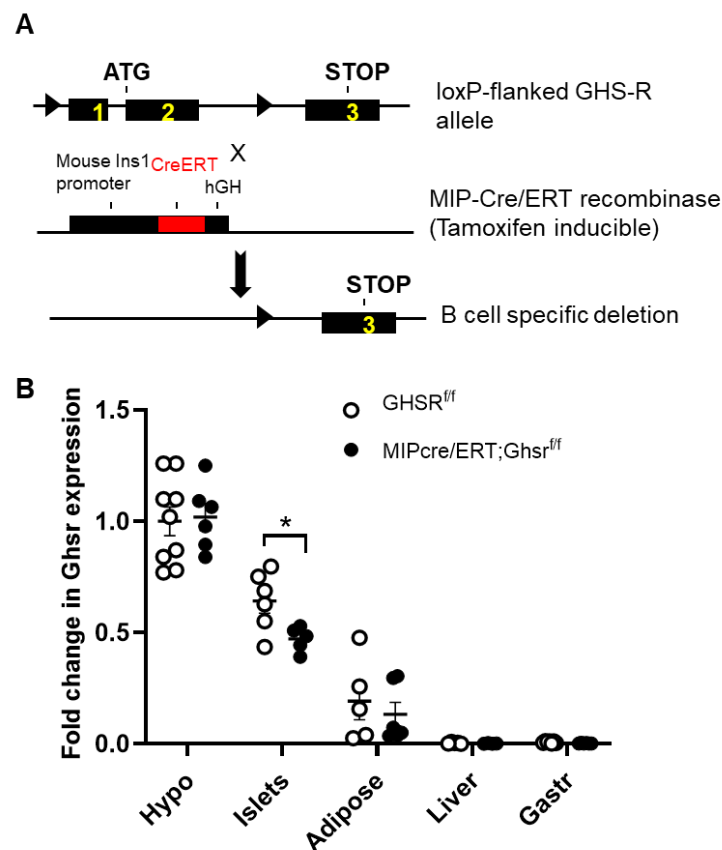 A
ATG STOP
1 2 3
loxP-flanked GHS-R
allele
Mouse Ins1 CreERT X
promoter hGH
MIP-Cre/ERT recombinase
(Tamoxifen inducible)
STOP
3
B cell specific deletion
B
Fold change in Ghsr expression
1.5
1.0
0.5
0.0
GHSRf/f
MIPcre/ERT;Ghsrf/f
*
Hypo
Islets
Adipose
Liver
Gastr